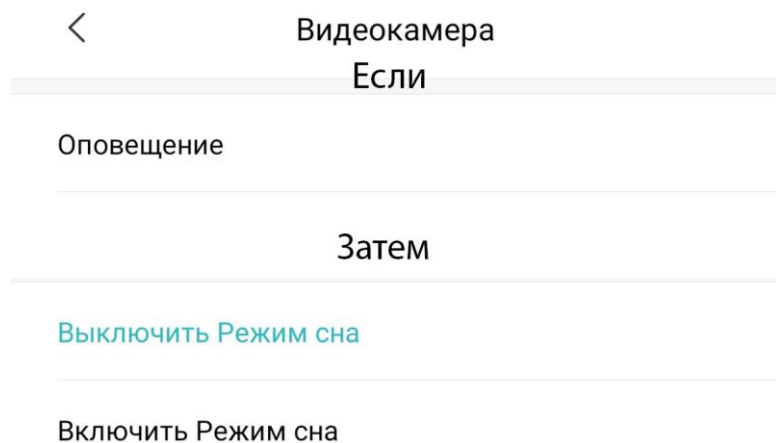 Видеокамера
Если
Оповещение
Затем
Выключить Режим сна
Включить Режим сна